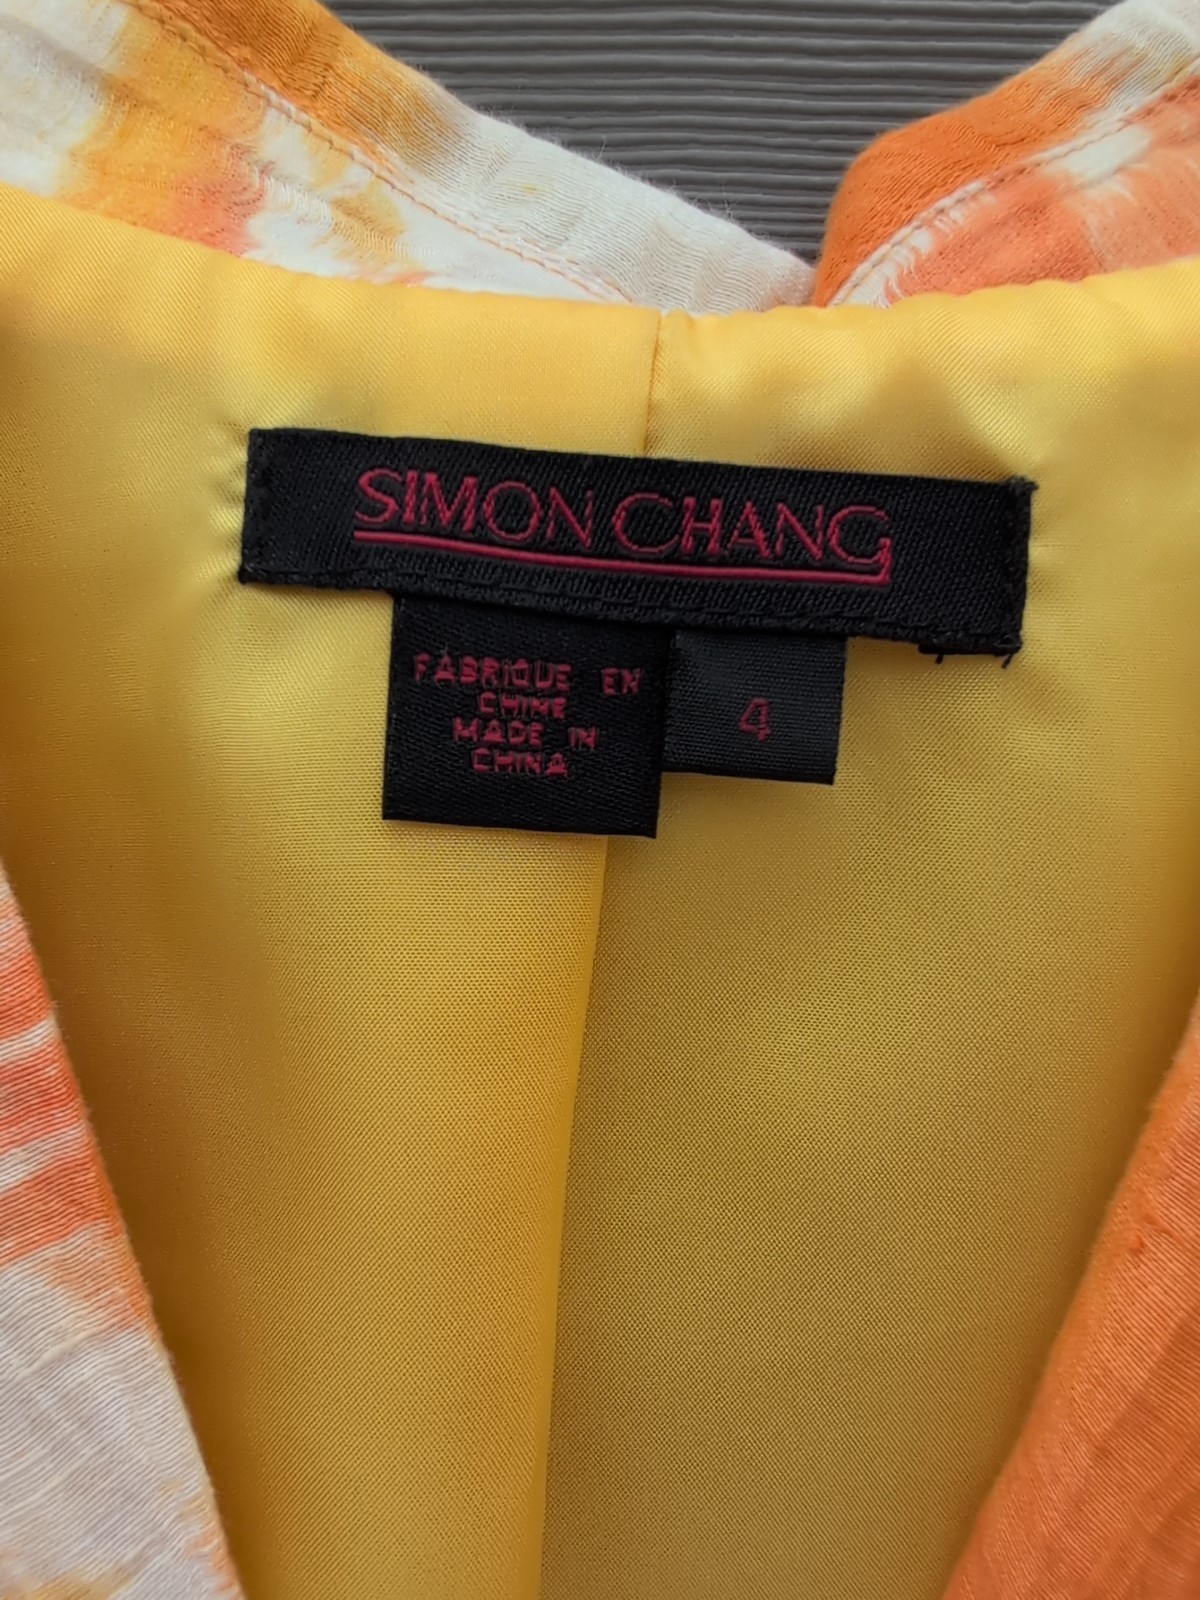 SIMON CHANG
FABRIQUE EN
CHINE
MADE IN
CHINA
4